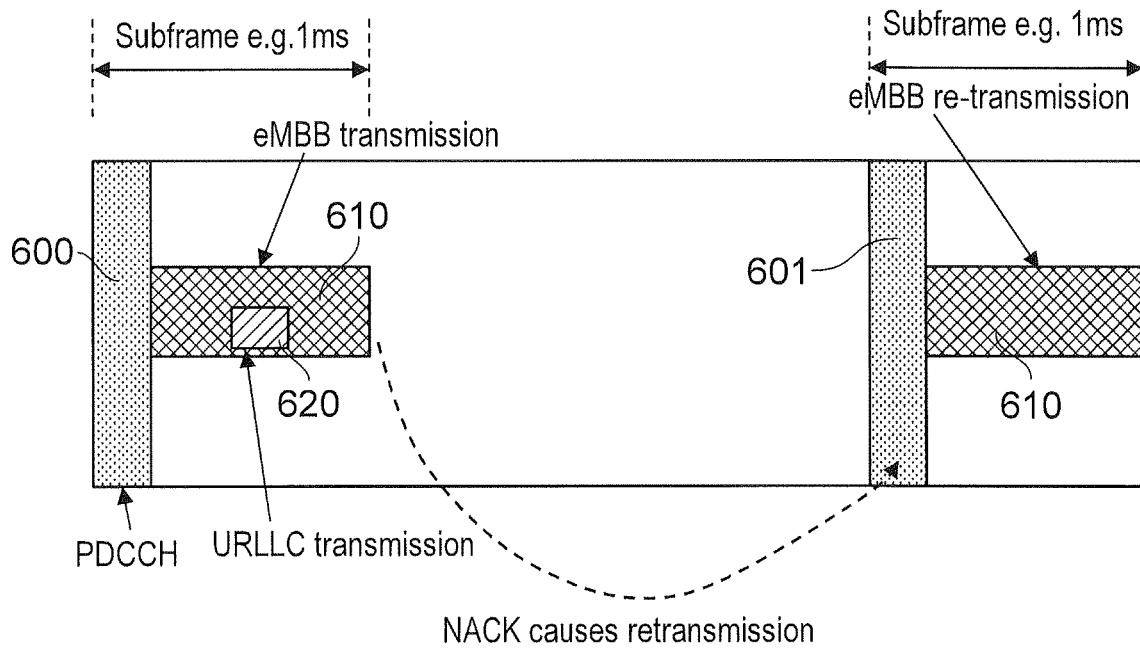 Subframe e.g.1ms
Subframe e.g. 1ms
eMBB transmission
eMBB re-transmission
600
610
601
620
610
PDCCH
URLLC transmission
NACK causes retransmission